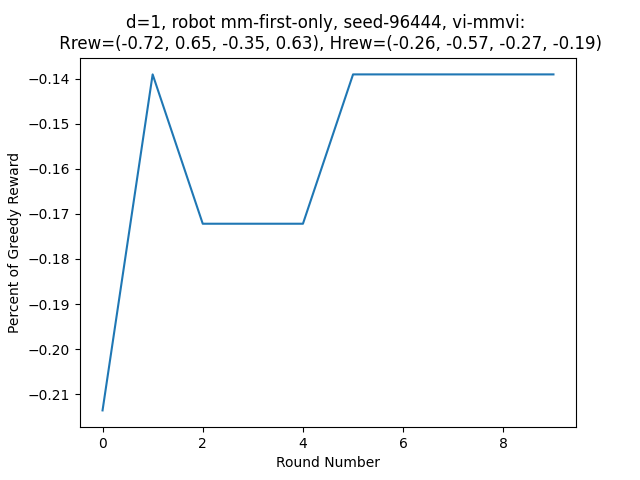 d=1, robot mm-first-only, seed-96444, vi-mmvi:
Rrew=(-0.72, 0.65, -0.35, 0.63), Hrew=(-0.26, -0.57, -0.27, -0.19)
−0.14
−0.15
−0.16
−0.17
−0.18
−0.19
−0.20
−0.21
Percent of Greedy Reward
0 2 4 6 8
Round Number